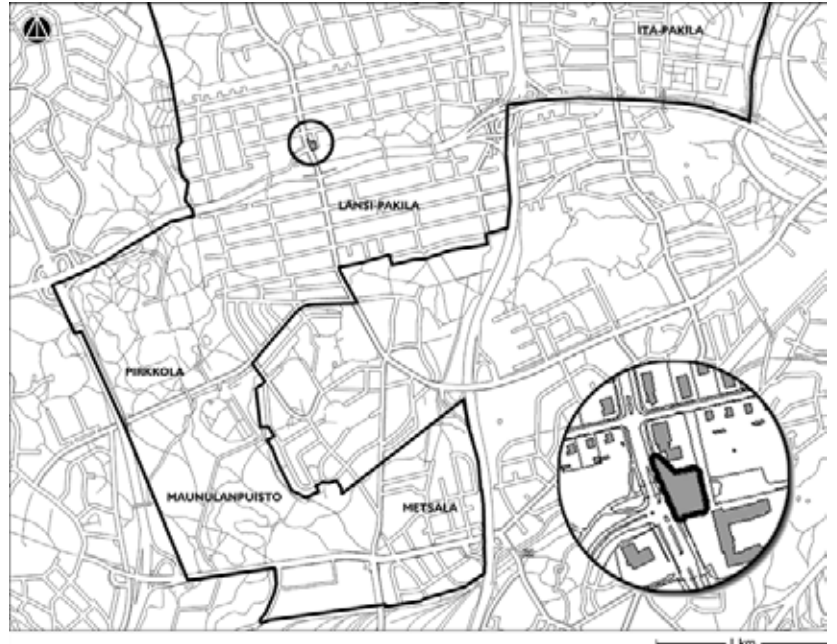 ITÄ-PAKILA
LÄNSI-PAKILA
PIRKKOLA
MAUNULANPUISTO
METSÄLÄ
1 km